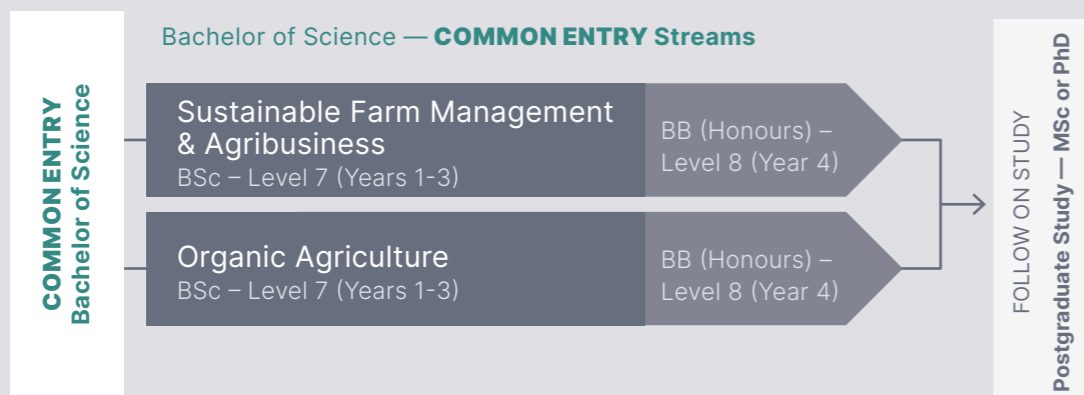 COMMON ENTRY
Bachelor of Science
Bachelor of Science — COMMON ENTRY Streams
Sustainable Farm Management
& Agribusiness
BSc – Level 7 (Years 1-3)
BB (Honours) –
Level 8 (Year 4)
Organic Agriculture
BSc – Level 7 (Years 1-3)
BB (Honours) –
Level 8 (Year 4)
FOLLOW ON STUDY
Postgraduate Study — MSc or PhD